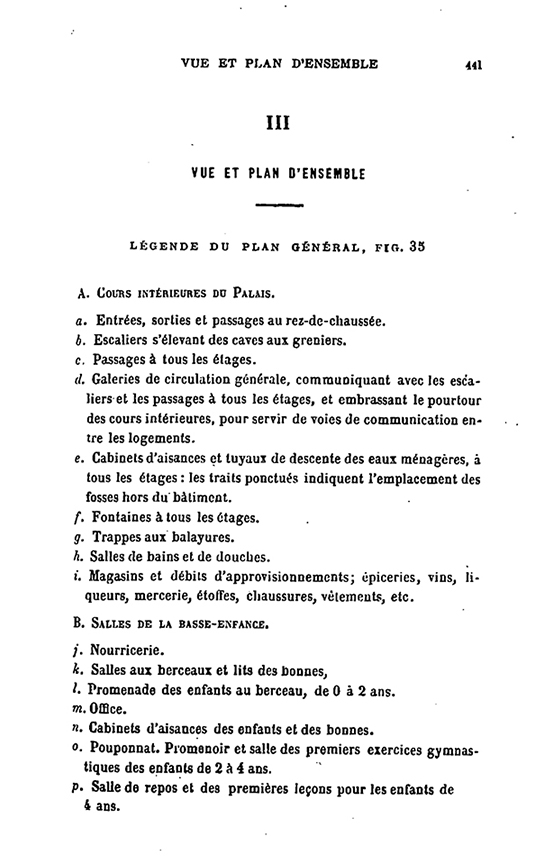 VUE ET PLAN D'ENSEMBLE 441
III
VUE ET PLAN D'ENSEMBLE
LÉGENDE DU PLAN GÉNÉRAL, FIG. 35
A. COURS INTÉRIEURES DU PALAIS.
a. Entrées, sorties et passages au rez-de-chaussée.
b. Escaliers s'élevant des caves aux greniers.
c. Passages à tous les étages.
d. Galeries de circulation générale, communiquant avec les esca-
liers et les passages à tous les étages, et embrassant le pourtour
des cours intérieures, pour servir de voies de communication en-
tre les logements.
e. Cabinets d'aisances et tuyaux de descente des eaux ménagères, à
tous les étages : les traits ponctués indiquent l'emplacement des
fosses hors du bâtiment.
f. Fontaines à tous les étages.
g. Trappes aux balayures.
h. Salles de bains et de douches.
i. Magasins et débits d'approvisionnements; épiceries, vins, li-
queurs, mercerie, étoffes, chaussures, vêtements, etc.
B. SALLES DE LA BASSE-ENFANCE.
j. Nourricerie.
k. Salles aux berceaux et lits des bonnes,
l. Promenade des enfants au berceau, de 0 à 2 ans.
m. Office.
n. Cabinets d'aisances des enfants et des bonnes.
o. Pouponnat. Promenoir et salle des premiers exercices gymnas-
tiques des enfants de 2 à 4 ans.
p. Salle de repos et des premières leçons pour les enfants de
4 ans.